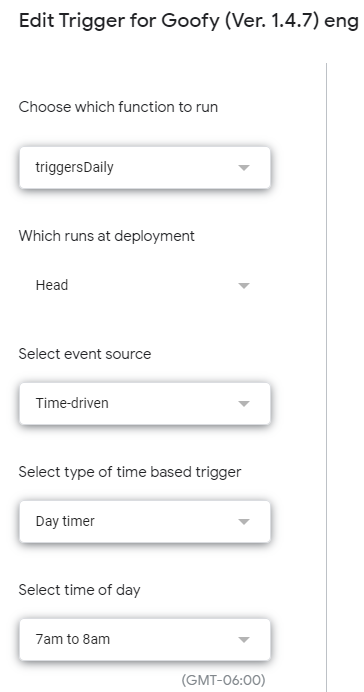 Edit Trigger for Goofy (Ver. 1.4.7) eng
Choose which function to run
triggersDaily
Which runs at deployment
Head
Select event source
Time-driven
Select type of time based trigger
Day timer
Select time of day
7am to 8am
(GMT-06:00)